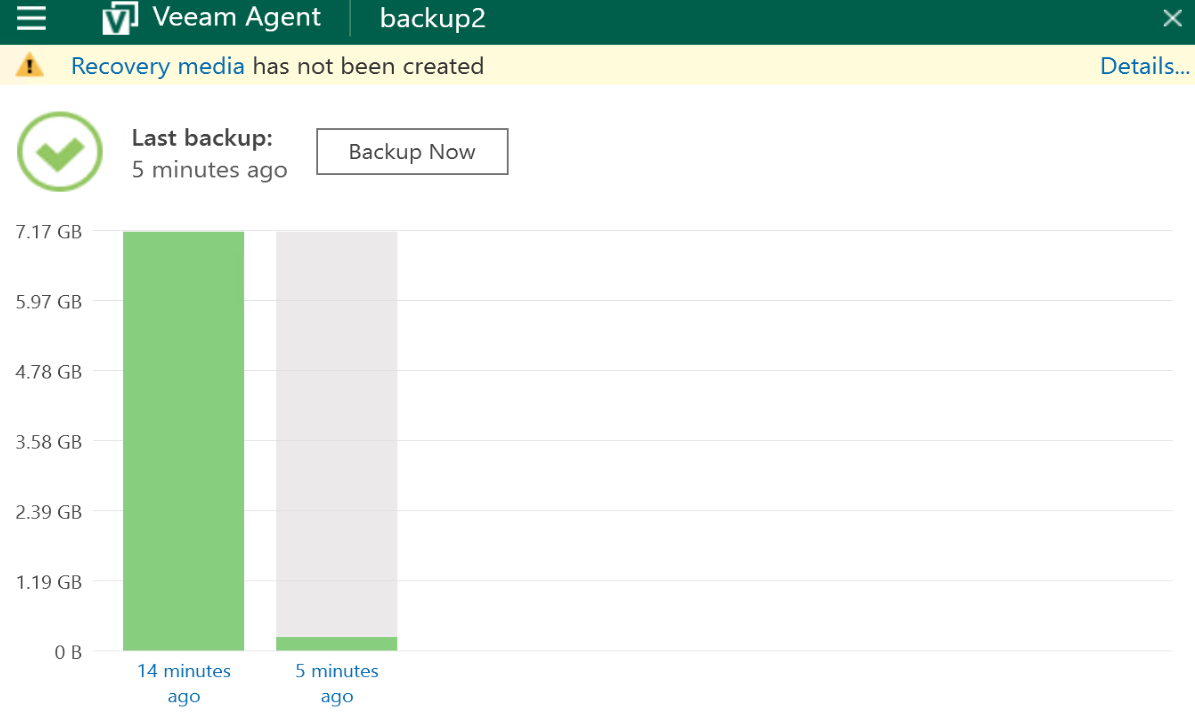 Veeam Agent backup2
Recovery media has not been created Details...
Last backup:
5 minutes ago
Backup Now
7.17 GB
5.97 GB
4.78 GB
3.58 GB
2.39 GB
1.19 GB
0 B
14 minutes
ago
5 minutes
ago